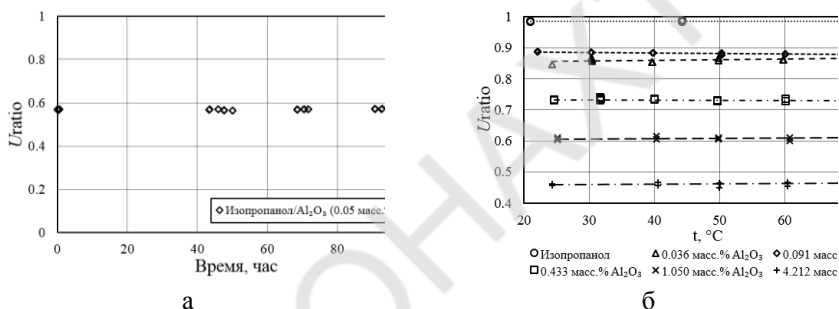 1
0.8
0.6
0.4
0.2
0
Uratio
0 20 40 60 80
Время, час
Изопропанол/Al₂O₃ (0.05 масс.
а
1
0.9
0.8
0.7
0.6
0.5
0.4
Uratio
20 30 40 50 60
t, °C
Изопропанол 0.036 масс.% Al₂O₃ 0.091 масс
0.433 масс.% Al₂O₃ 1.050 масс.% Al₂O₃ 4.212 масс
б
ОНАХТ